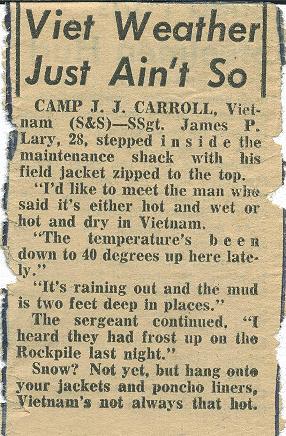 Viet Weather
Just Ain't So
CAMP J. J. CARROLL, Viet-
nam (S&S)—SSgt. James P.
Lary, 28, stepped inside the
maintenance shack with his
field jacket zipped to the top.
"I'd like to meet the man who
said it's either hot and wet or
hot and dry in Vietnam.
"The temperature's been
down to 40 degrees up here late-
ly."
"It's raining out and the mud
is two feet deep in places."
The sergeant continued, "I
heard they had frost up on the
Rockpile last night."
Snow? Not yet, but hang onto
your jackets and poncho liners,
Vietnam's not always that hot.